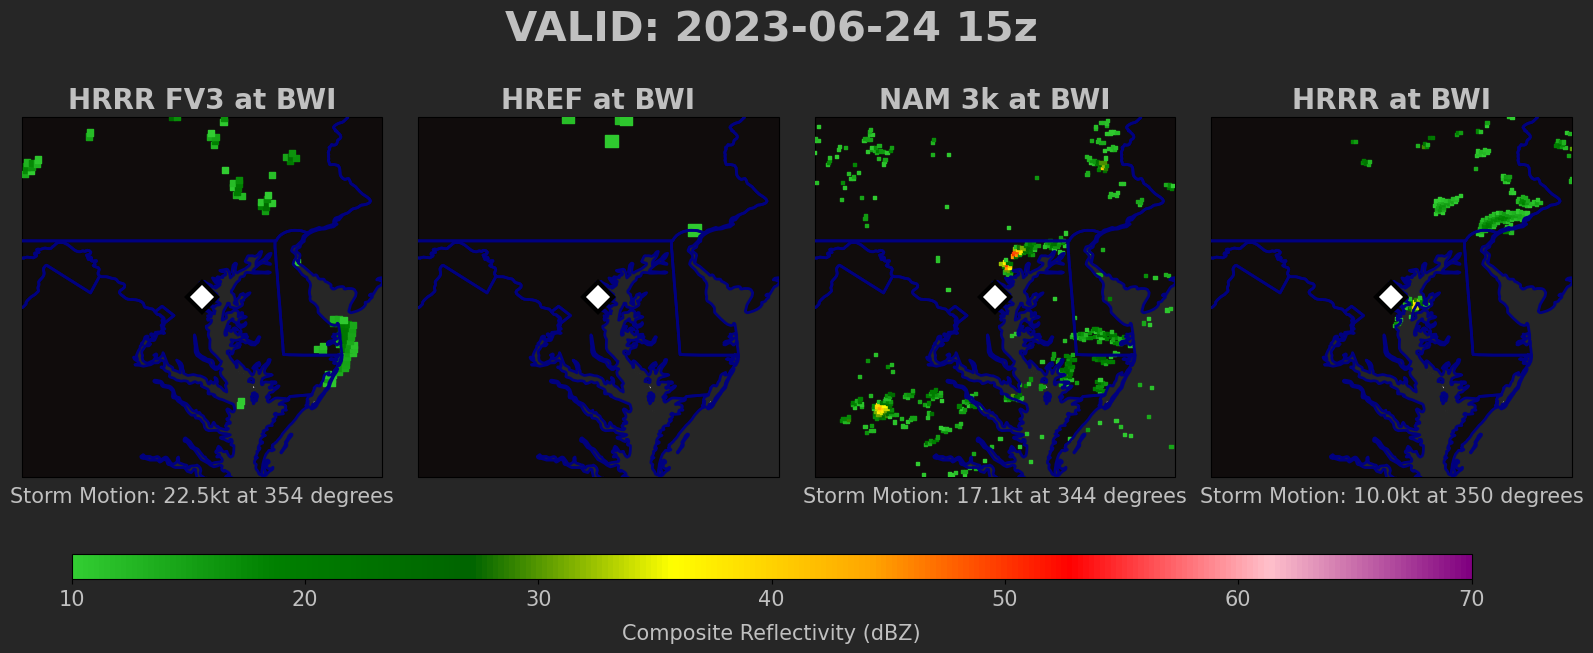 VALID: 2023-06-24 15z
HRRR FV3 at BWI
HREF at BWI
NAM 3k at BWI
HRRR at BWI
Storm Motion: 22.5kt at 354 degrees
Storm Motion: 17.1kt at 344 degrees
Storm Motion: 10.0kt at 350 degrees
10 20 30 40 50 60 70
Composite Reflectivity (dBZ)